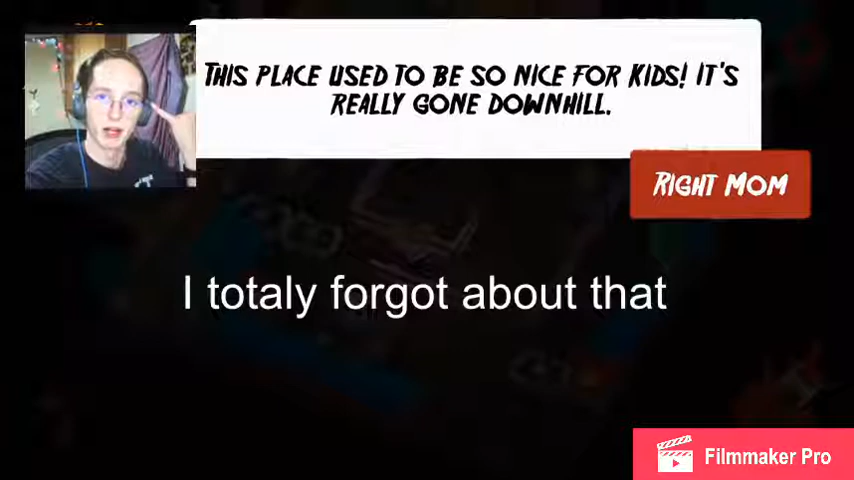 THIS PLACE USED TO BE SO NICE FOR KIDS! IT'S
REALLY GONE DOWNHILL.
RIGHT MOM
I totaly forgot about that
Filmmaker Pro